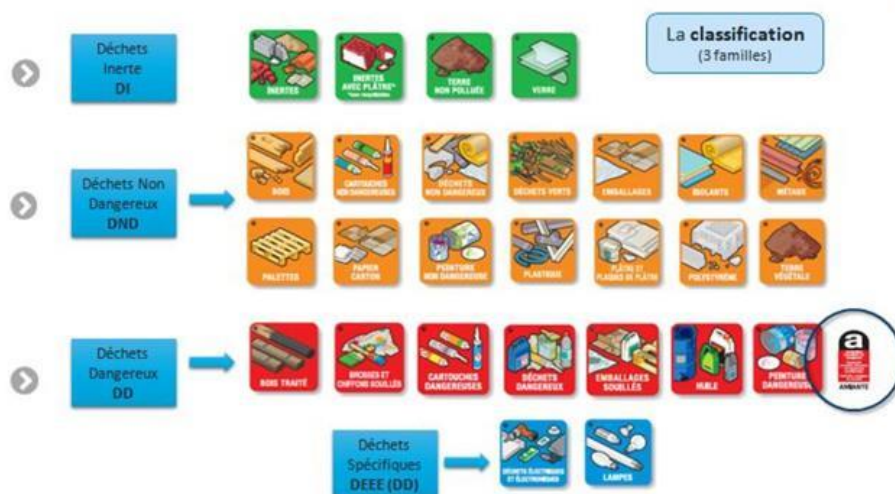 La classification
(3 familles)
Déchets
Inerte
DI
INERTES
INERTES
AVEC PLÂTRE*
TERRE
NON POLLUÉE
VERRE
Déchets Non
Dangereux
DND
BOIS
CARTOUCHES
NON DANGEREUSES
DÉCHETS
NON DANGEREUX
DÉCHETS VERTS
EMBALLAGES
ISOLANTS
MÉTAUX
PALETTES
PAPIER
CARTON
PEINTURE
NON DANGEREUSE
PLASTIQUE
PLÂTRE ET
PLAQUES DE PLÂTRE
POLYSTYRÈNE
TERRE
VÉGÉTALE
Déchets
Dangereux
DD
BOIS TRAITÉ
CHIFFONS SOUILLÉS
CARTOUCHES
DANGEREUSES
DÉCHETS
DANGEREUX
EMBALLAGES
SOUILLÉS
HUILE
PEINTURE
DANGEREUSE
a
AMIANTE
Déchets
Spécifiques
DEEE (DD)
DÉCHETS ÉLECTRIQUES
ET ÉLECTRONIQUES
LAMPES